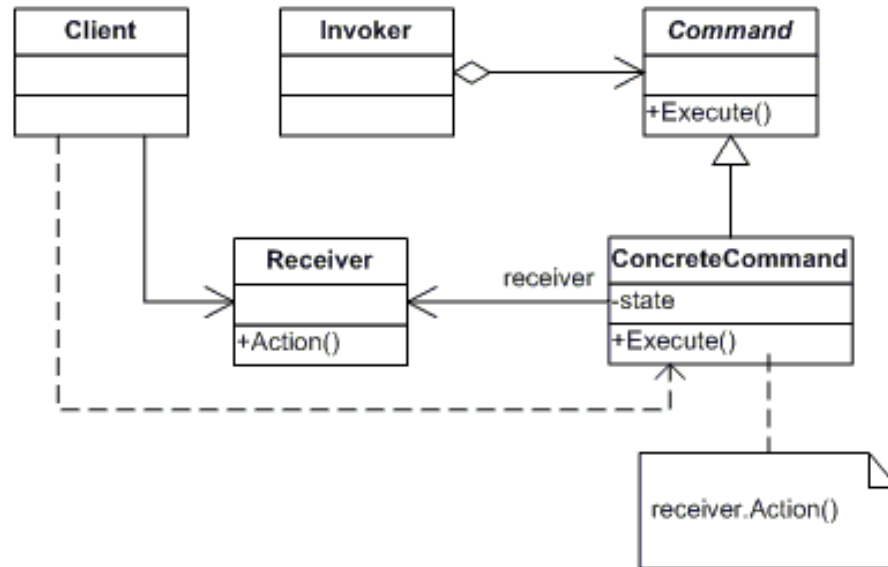 Client
Invoker
Command
+Execute()
Receiver
+Action()
receiver
ConcreteCommand
-state
+Execute()
receiver.Action()